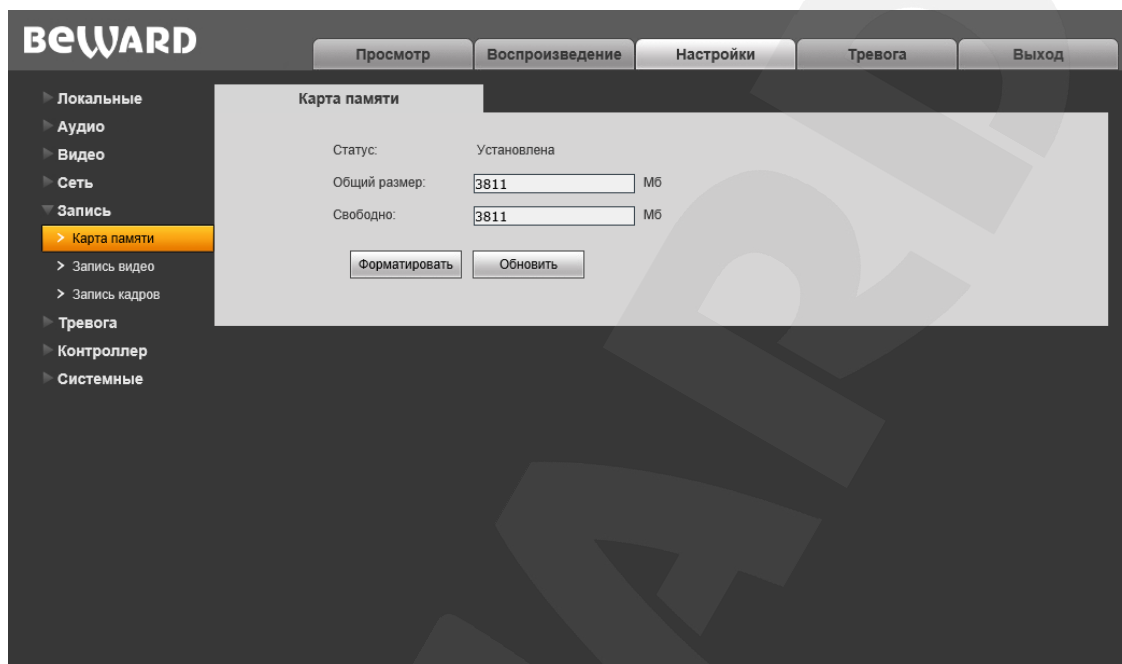 BEWARD
Просмотр
Воспроизведение
Настройки
Тревога
Выход
Локальные
Аудио
Видео
Сеть
Запись
Карта памяти
Запись видео
Запись кадров
Тревога
Контроллер
Системные
Карта памяти
Статус: Установлена
Общий размер: 3811 Мб
Свободно: 3811 Мб
Форматировать Обновить